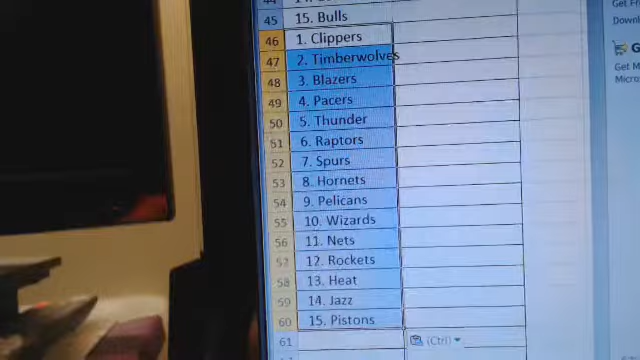 45 15. Bulls
46 1. Clippers
47 2. Timberwolves
48 3. Blazers
49 4. Pacers
50 5. Thunder
51 6. Raptors
52 7. Spurs
53 8. Hornets
54 9. Pelicans
55 10. Wizards
56 11. Nets
57 12. Rockets
58 13. Heat
59 14. Jazz
60 15. Pistons
61
(Ctrl)
Get M
Micro